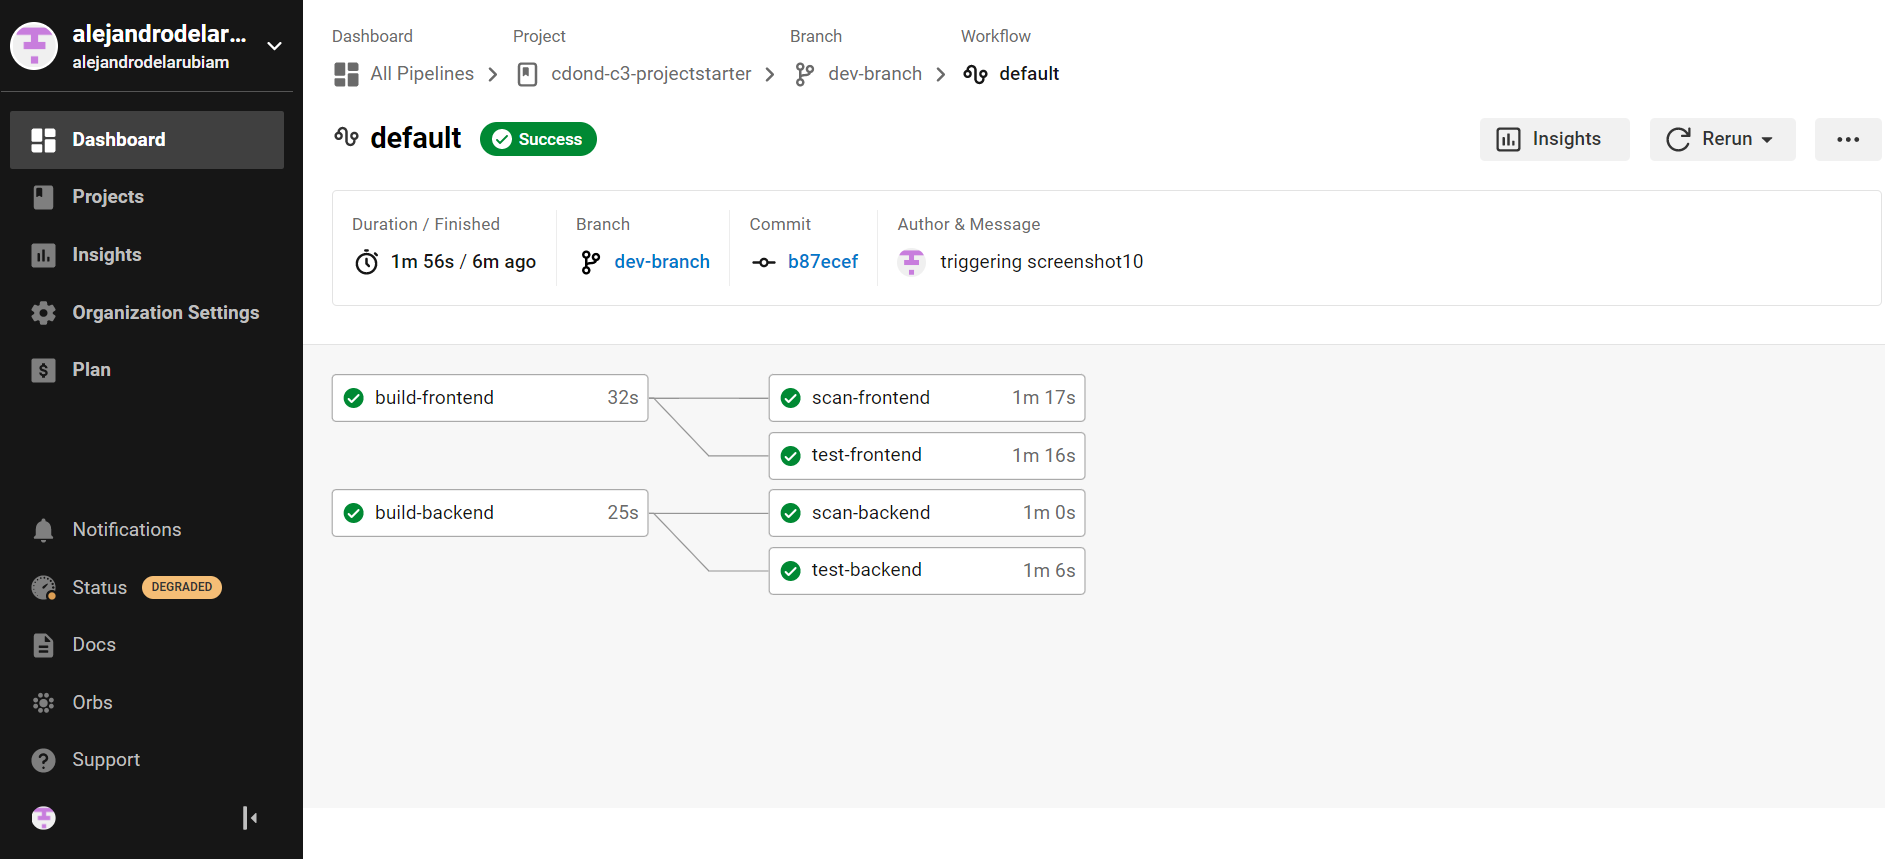 alejandrodelar...
alejandrodelarubiam
Dashboard
Projects
Insights
Organization Settings
Plan
Notifications
Status DEGRADED
Docs
Orbs
Support
Dashboard Project Branch Workflow
All Pipelines cdond-c3-projectstarter dev-branch default
default Success Insights Rerun
Duration / Finished Branch Commit Author & Message
1m 56s / 6m ago dev-branch b87ecef triggering screenshot10
build-frontend 32s scan-frontend 1m 17s
test-frontend 1m 16s
build-backend 25s scan-backend 1m 0s
test-backend 1m 6s